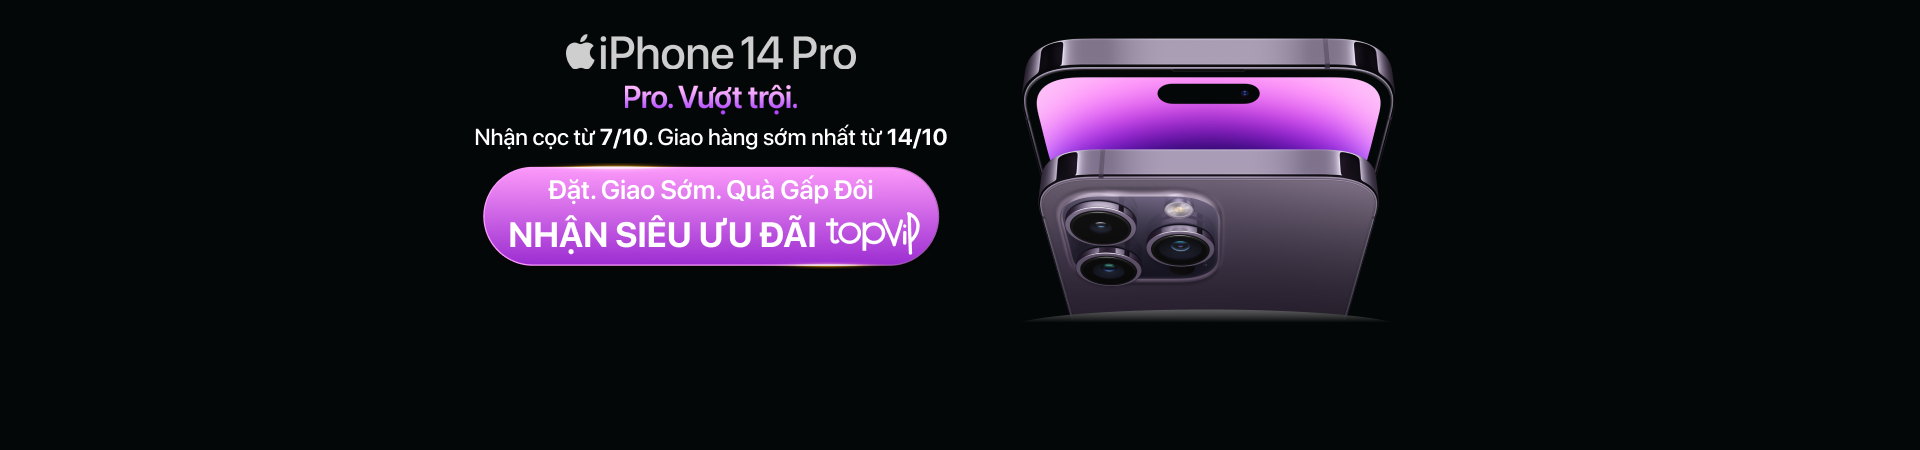 iPhone 14 Pro
Pro. Vượt trội.
Nhận cọc từ 7/10. Giao hàng sớm nhất từ 14/10
Đặt. Giao Sớm. Quà Gấp Đôi
NHẬN SIÊU ƯU ĐÃI topViP